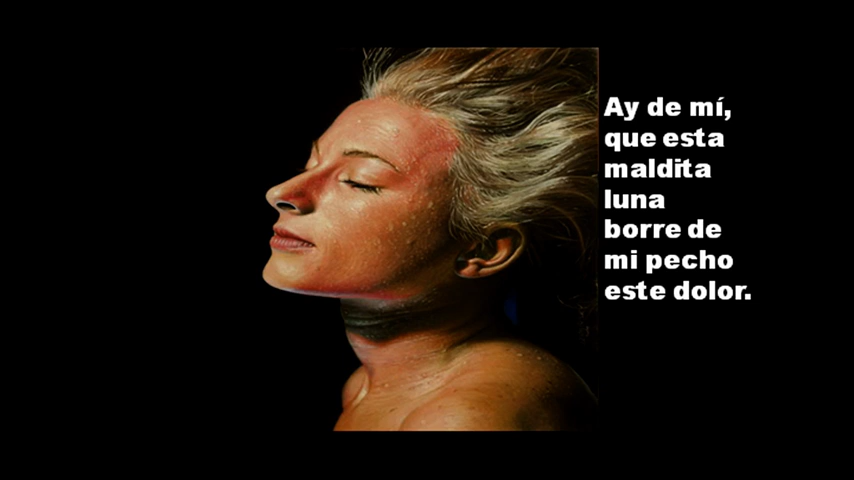 Ay de mí,
que esta
maldita
luna
borre de
mi pecho
este dolor.